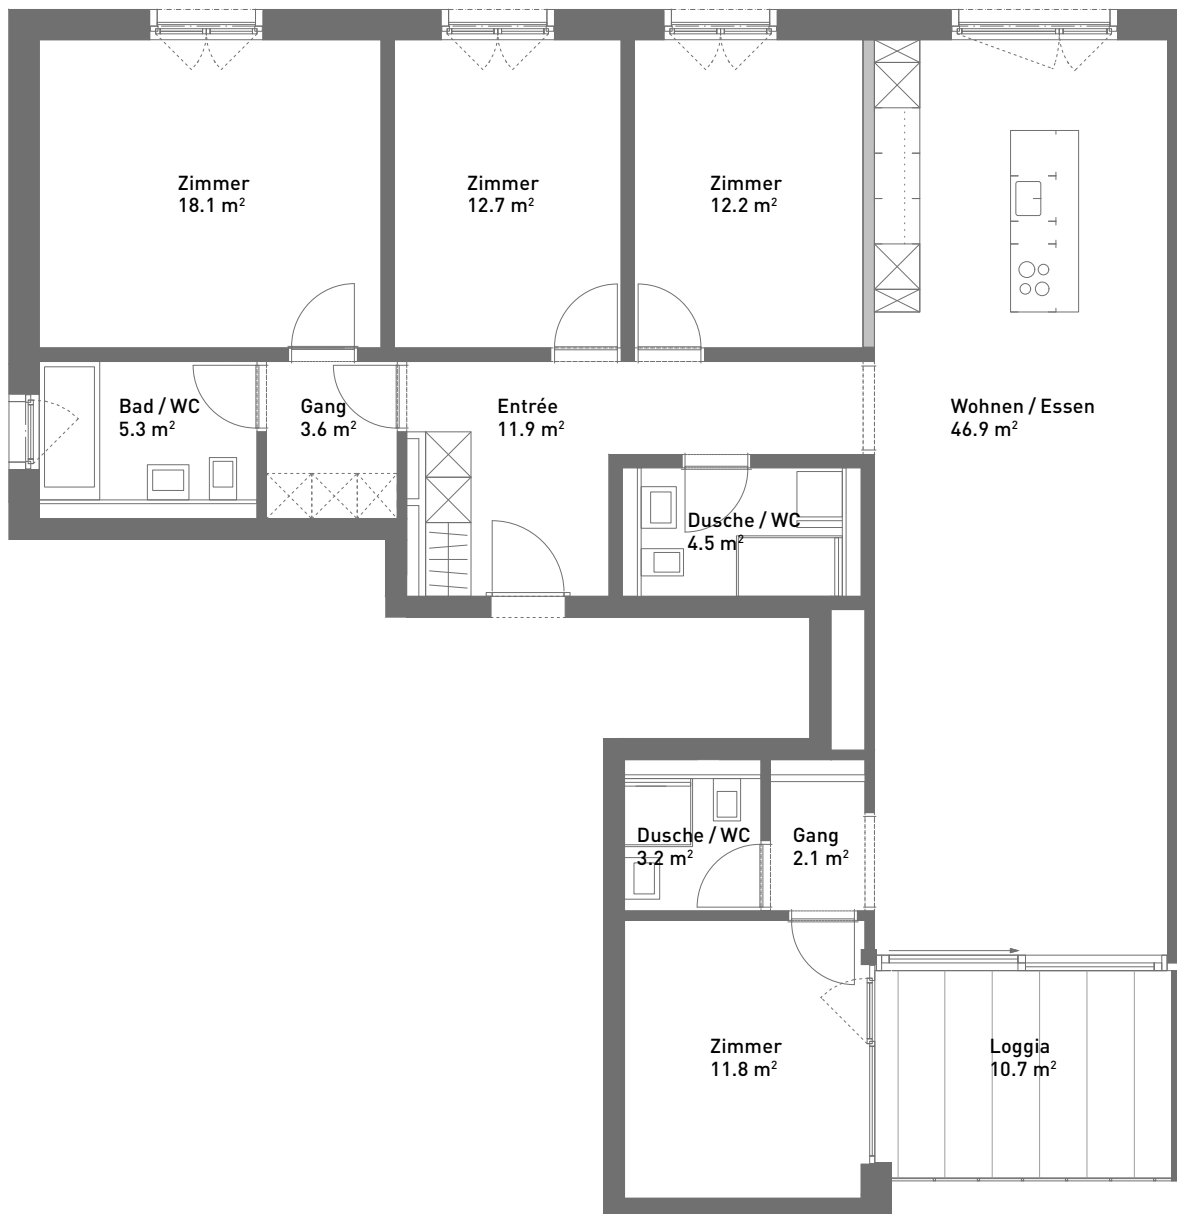 Zimmer
18.1 m²
Zimmer
12.7 m²
Zimmer
12.2 m²
Bad / WC
5.3 m²
Gang
3.6 m²
Entrée
11.9 m²
Wohnen / Essen
46.9 m²
Dusche / WC
4.5 m²
Dusche / WC
3.2 m²
Gang
2.1 m²
Zimmer
11.8 m²
Loggia
10.7 m²